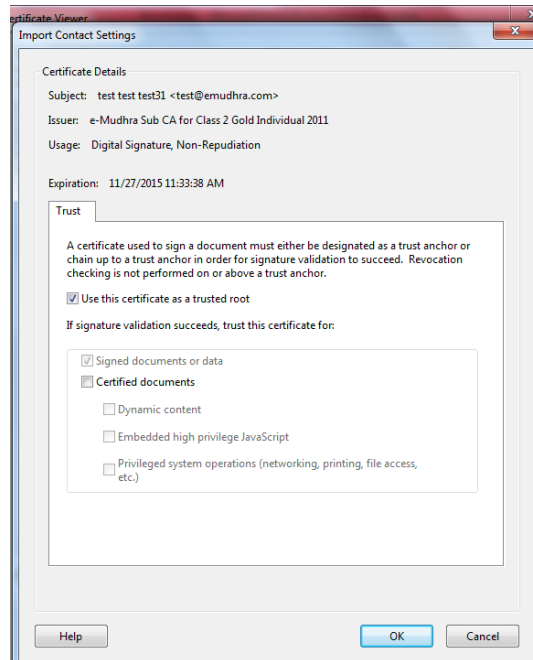 ertificate Viewer
Import Contact Settings
Certificate Details
Subject: test test test31 <test@emudhra.com>
Issuer: e-Mudhra Sub CA for Class 2 Gold Individual 2011
Usage: Digital Signature, Non-Repudiation
Expiration: 11/27/2015 11:33:38 AM
Trust
A certificate used to sign a document must either be designated as a trust anchor or
chain up to a trust anchor in order for signature validation to succeed. Revocation
checking is not performed on or above a trust anchor.
Use this certificate as a trusted root
If signature validation succeeds, trust this certificate for:
Signed documents or data
Certified documents
Dynamic content
Embedded high privilege JavaScript
Privileged system operations (networking, printing, file access,
etc.)
Help OK Cancel